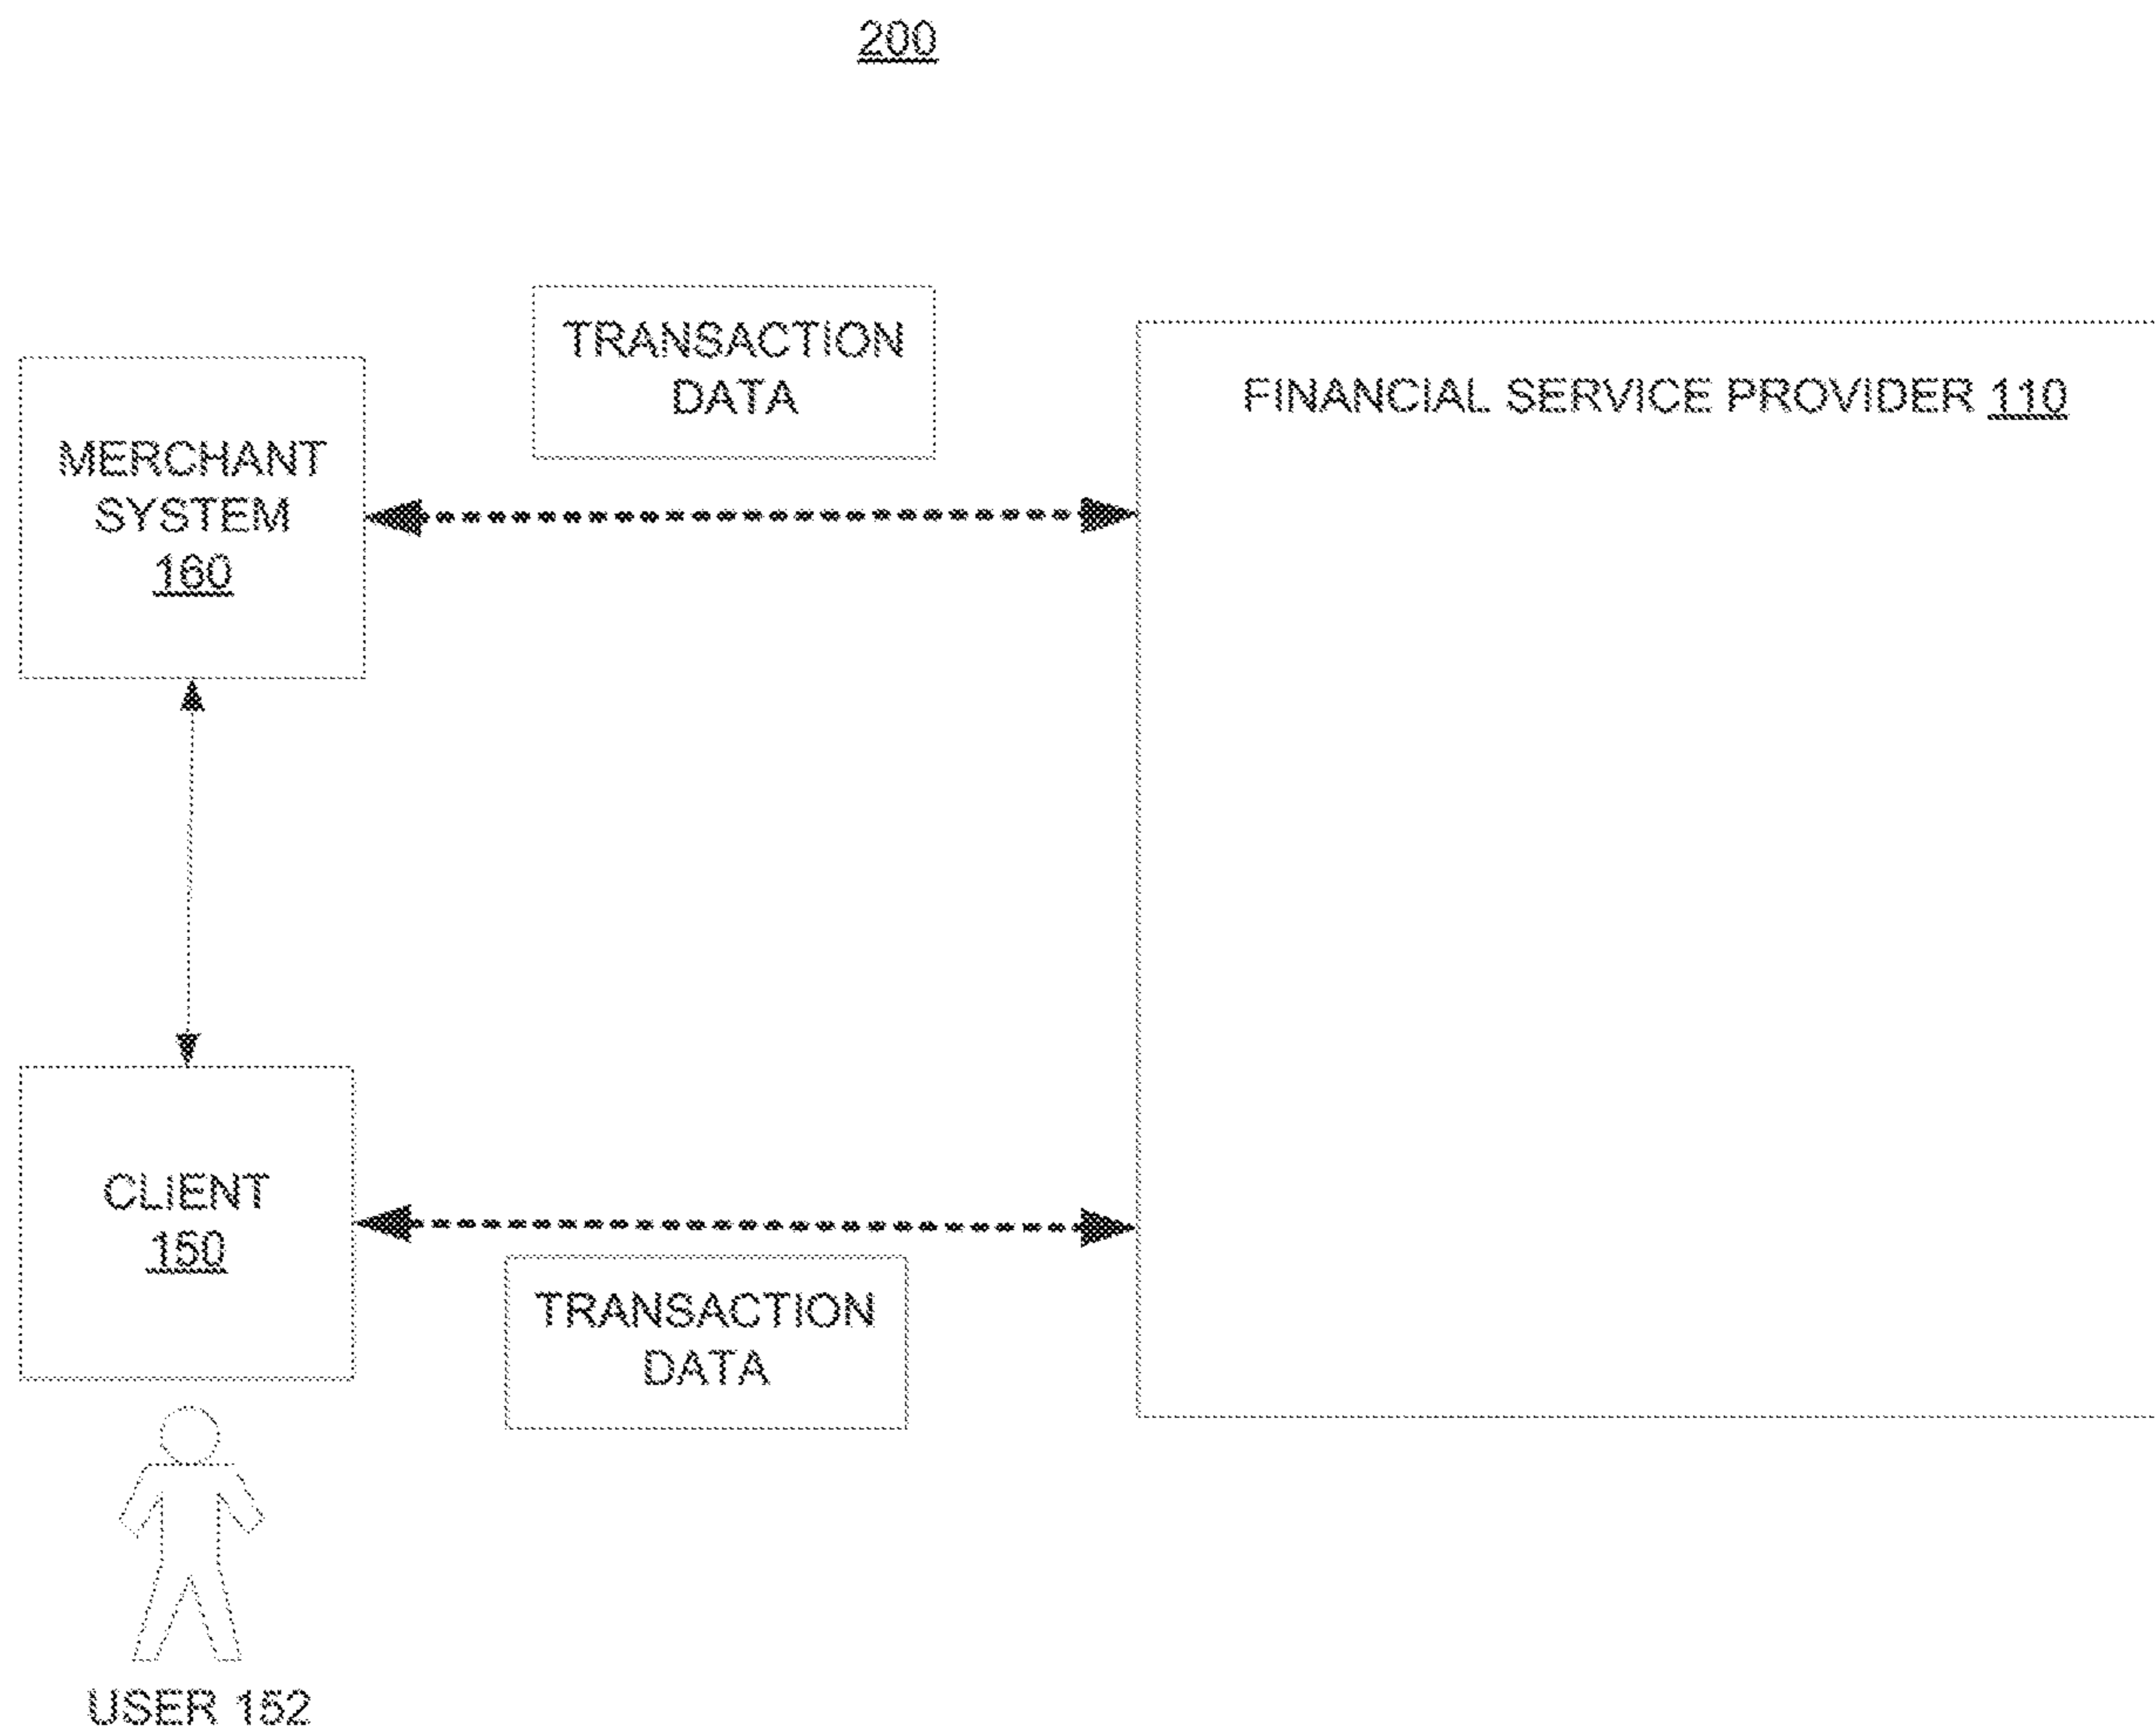 200
TRANSACTION
DATA
FINANCIAL SERVICE PROVIDER 110
MERCHANT
SYSTEM
160
CLIENT
150
TRANSACTION
DATA
USER 152